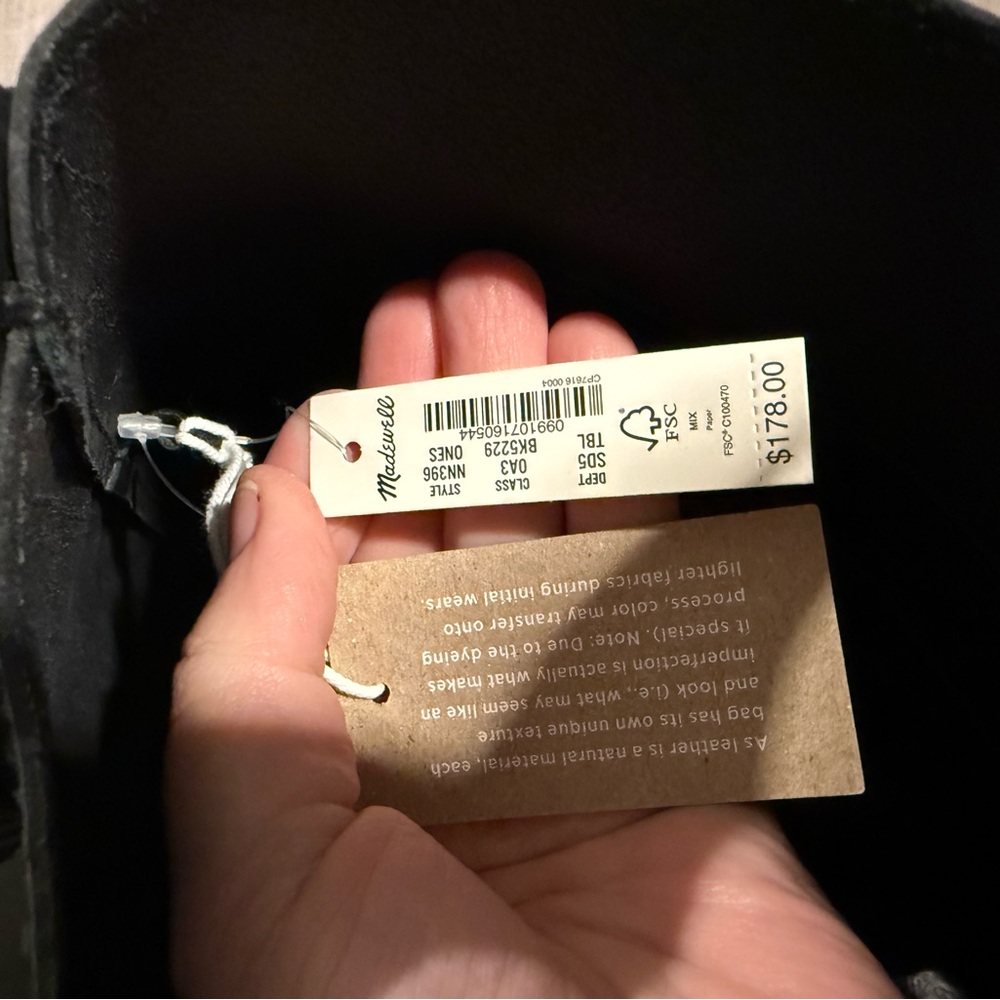 Madewell
DEPT CLASS STYLE
SD5 0A3 NN396
TBL BK5229 ONES
099107160544
CP7616 0004
FSC
MIX
Paper
FSC® C100470
$178.00
As leather is a natural material, each
bag has its own unique texture
and look (i.e., what may seem like an
imperfection is actually what makes
it special). Note: Due to the dyeing
process, color may transfer onto
lighter fabrics during initial wears.